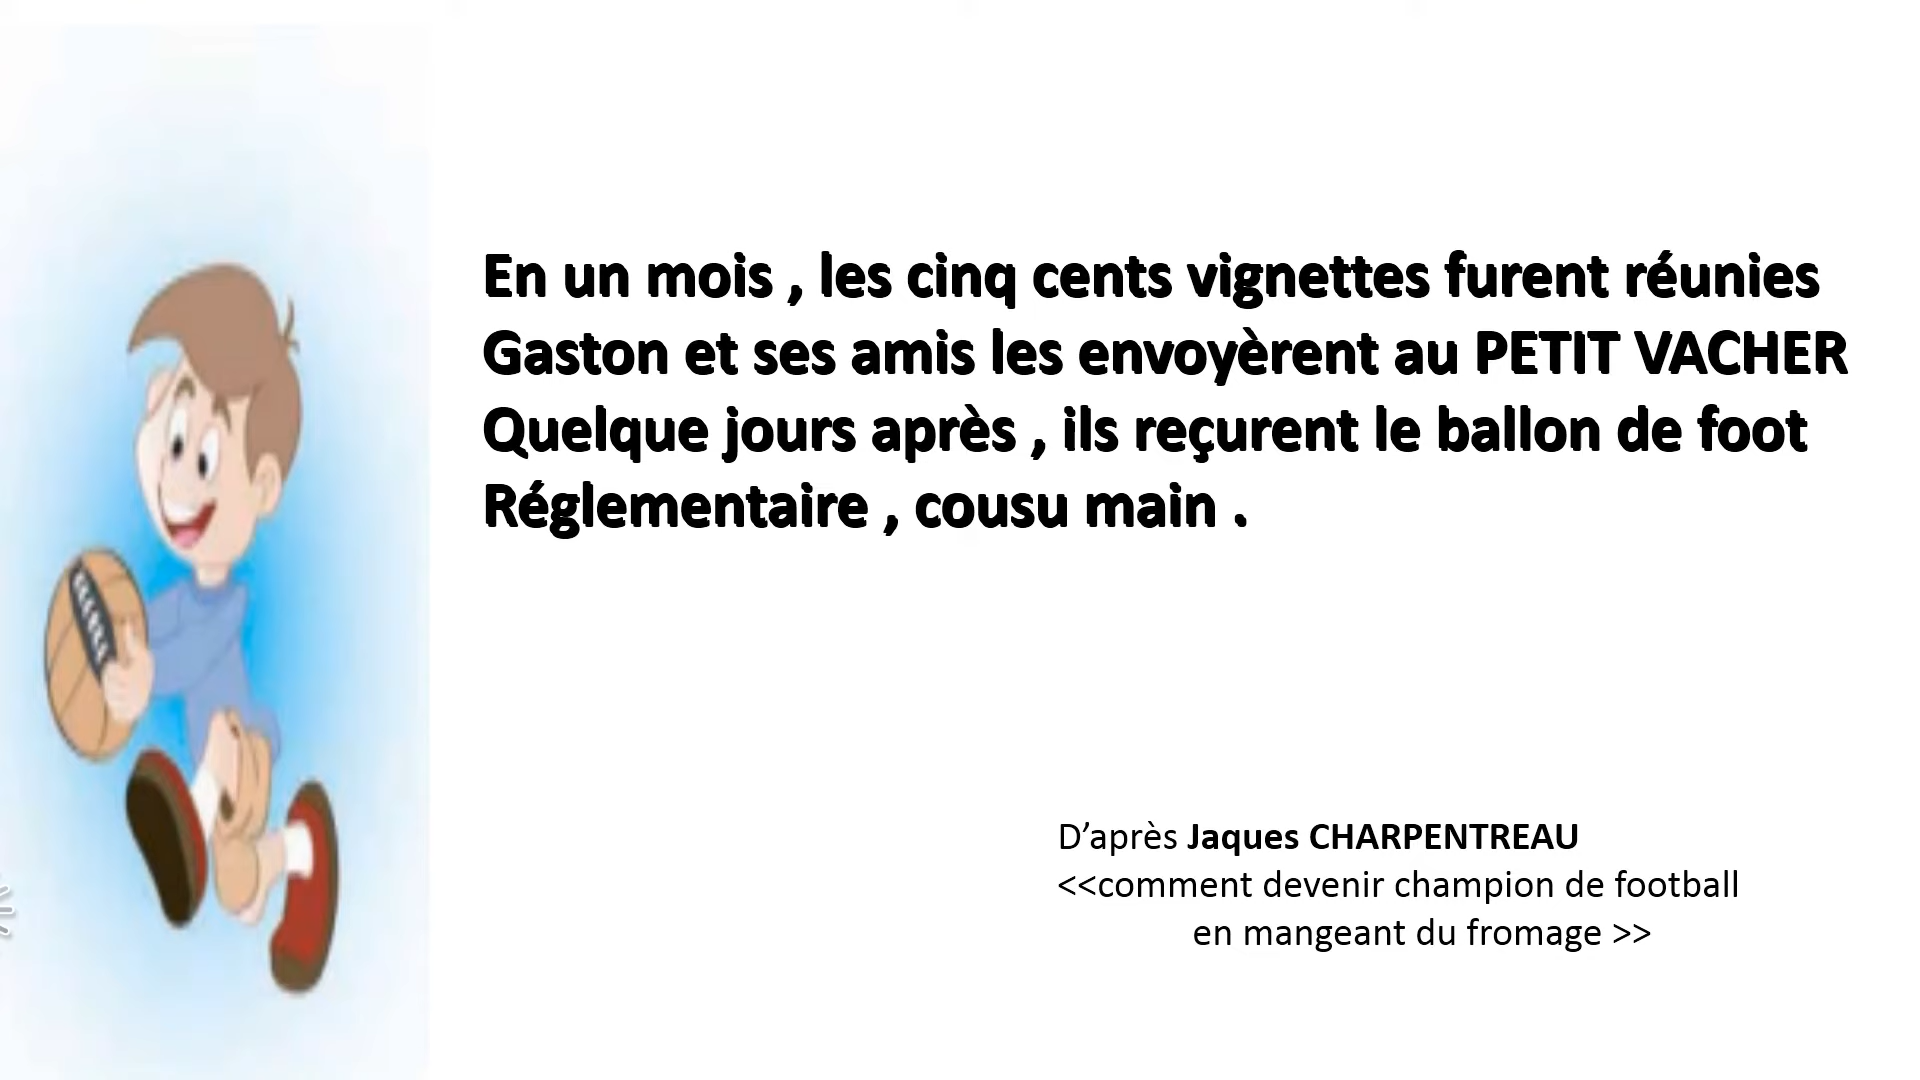 En un mois , les cinq cents vignettes furent réunies
Gaston et ses amis les envoyèrent au PETIT VACHER
Quelque jours après , ils reçurent le ballon de foot
Réglementaire , cousu main .
D’après Jaques CHARPENTREAU
<<comment devenir champion de football
en mangeant du fromage >>